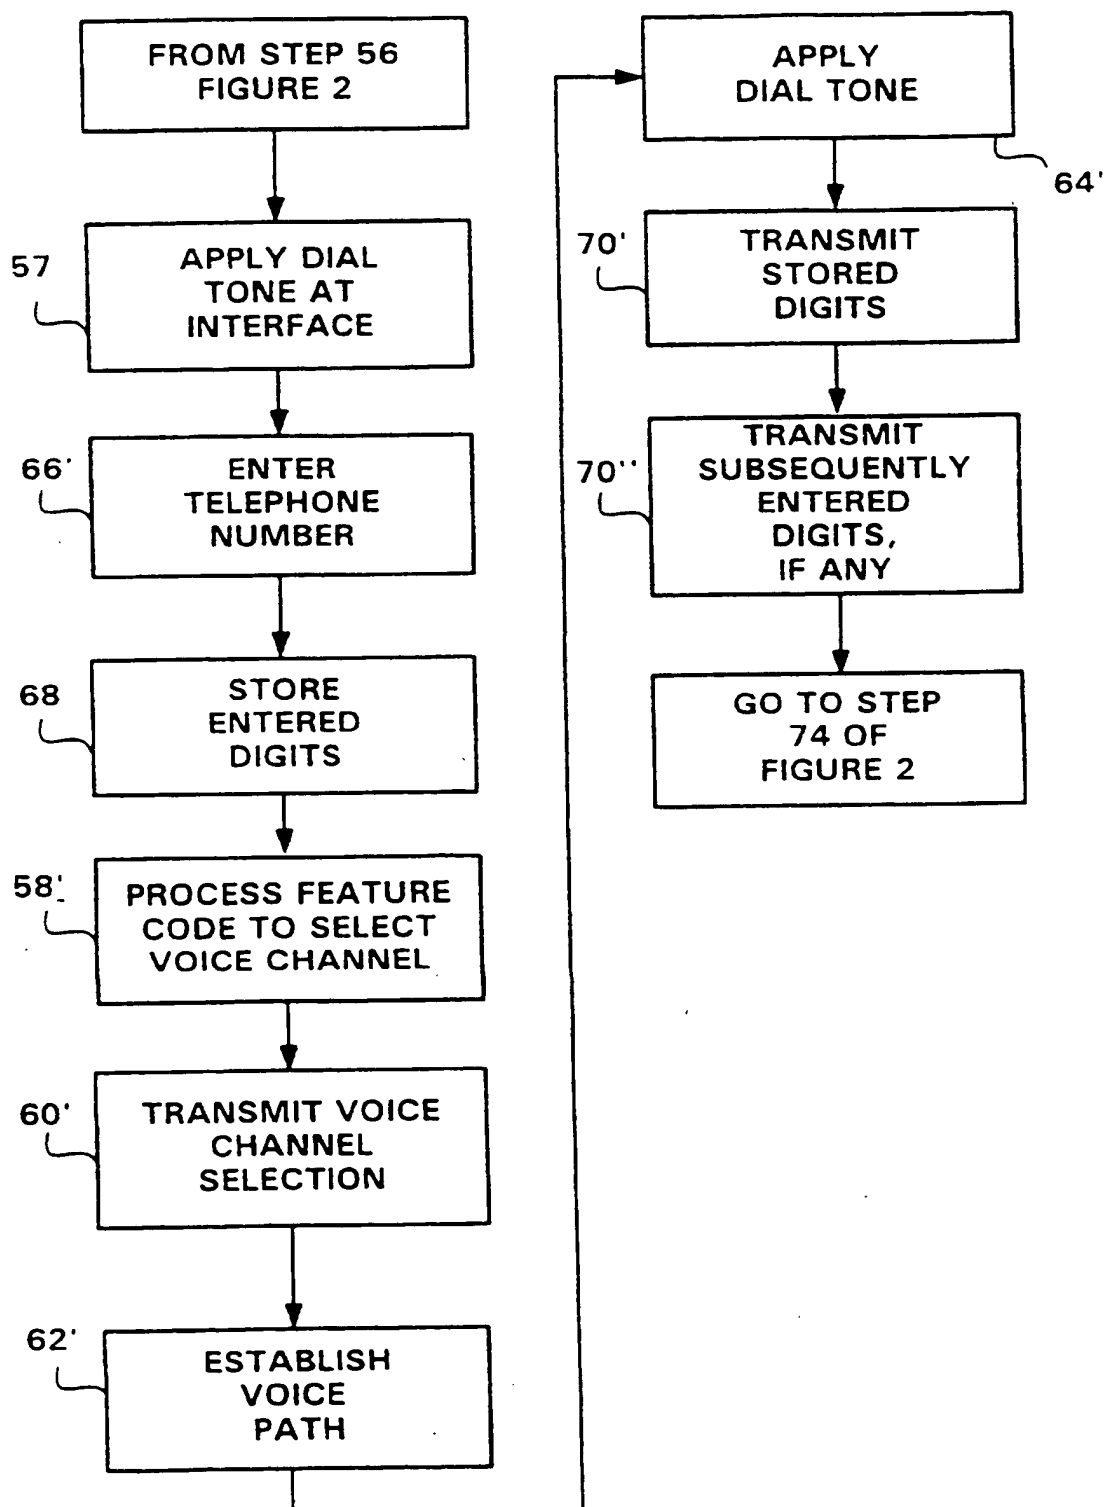 FROM STEP 56
FIGURE 2
57
APPLY DIAL
TONE AT
INTERFACE
66'
ENTER
TELEPHONE
NUMBER
68
STORE
ENTERED
DIGITS
58'
PROCESS FEATURE
CODE TO SELECT
VOICE CHANNEL
60'
TRANSMIT VOICE
CHANNEL
SELECTION
62'
ESTABLISH
VOICE
PATH
APPLY
DIAL TONE
64'
70'
TRANSMIT
STORED
DIGITS
70''
TRANSMIT
SUBSEQUENTLY
ENTERED
DIGITS,
IF ANY
GO TO STEP
74 OF
FIGURE 2